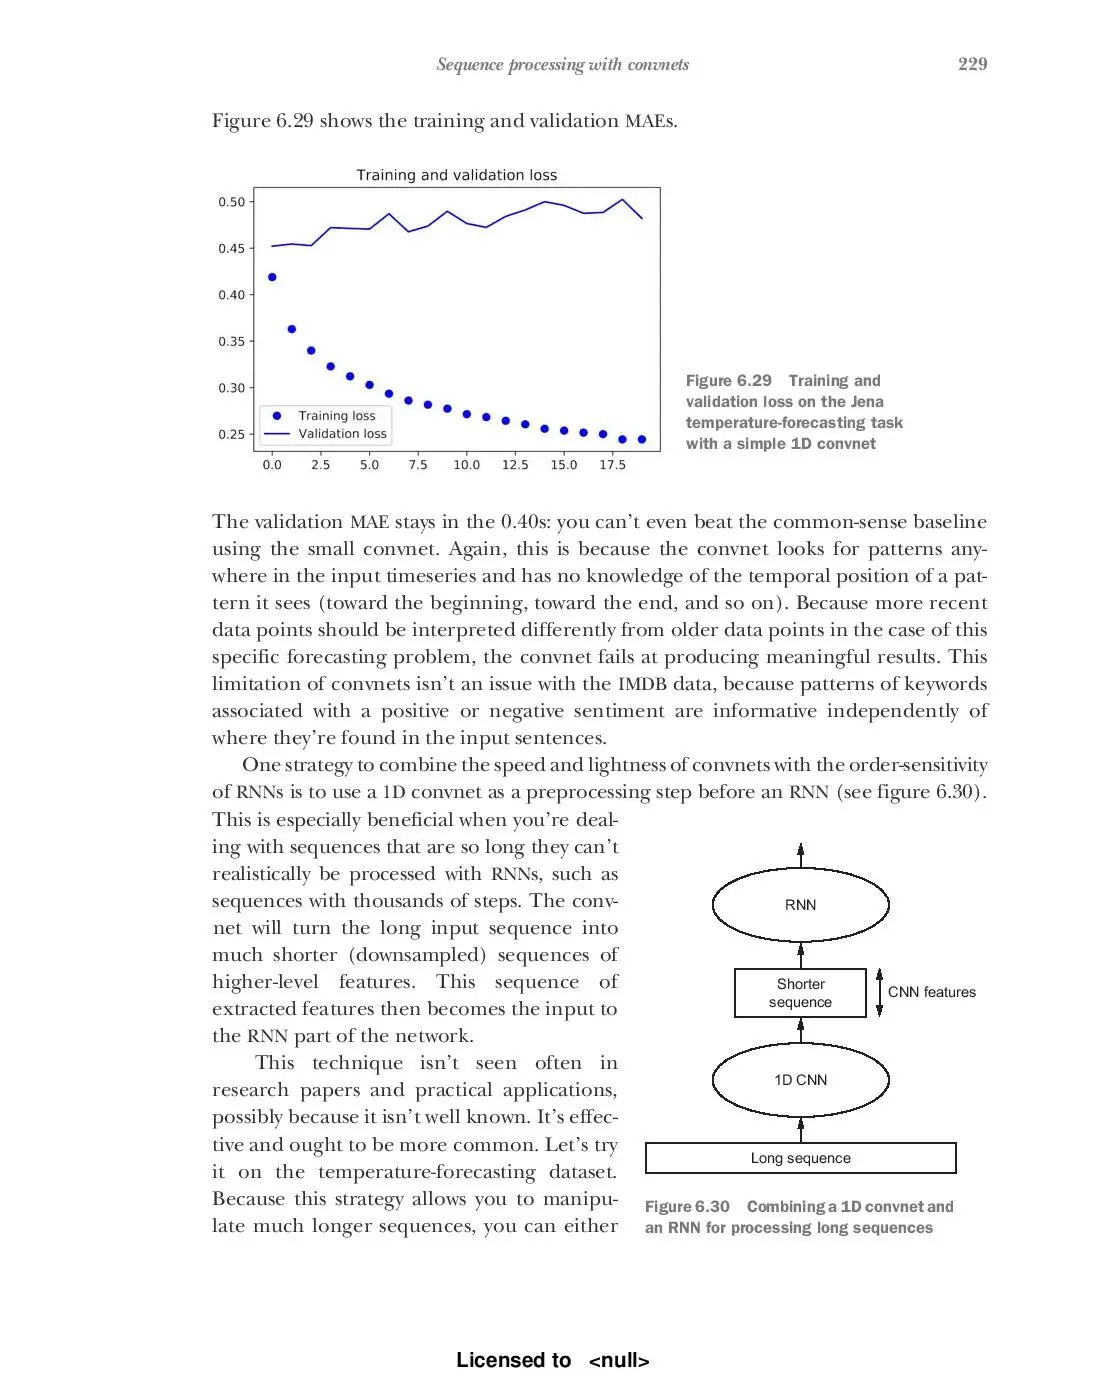 Sequence processing with convnets 229
Figure 6.29 shows the training and validation MAEs.
Training and validation loss
0.50
0.45
0.40
0.35
0.30
0.25
Training loss
Validation loss
0.0 2.5 5.0 7.5 10.0 12.5 15.0 17.5
Figure 6.29 Training and
validation loss on the Jena
temperature-forecasting task
with a simple 1D convnet
The validation MAE stays in the 0.40s: you can't even beat the common-sense baseline
using the small convnet. Again, this is because the convnet looks for patterns any-
where in the input timeseries and has no knowledge of the temporal position of a pat-
tern it sees (toward the beginning, toward the end, and so on). Because more recent
data points should be interpreted differently from older data points in the case of this
specific forecasting problem, the convnet fails at producing meaningful results. This
limitation of convnets isn't an issue with the IMDB data, because patterns of keywords
associated with a positive or negative sentiment are informative independently of
where they're found in the input sentences.
One strategy to combine the speed and lightness of convnets with the order-sensitivity
of RNNs is to use a 1D convnet as a preprocessing step before an RNN (see figure 6.30).
This is especially beneficial when you're deal-
ing with sequences that are so long they can't
realistically be processed with RNNs, such as
sequences with thousands of steps. The conv-
net will turn the long input sequence into
much shorter (downsampled) sequences of
higher-level features. This sequence of
extracted features then becomes the input to
the RNN part of the network.
This technique isn't seen often in
research papers and practical applications,
possibly because it isn't well known. It's effec-
tive and ought to be more common. Let's try
it on the temperature-forecasting dataset.
Because this strategy allows you to manipu-
late much longer sequences, you can either
RNN
Shorter
sequence
CNN features
1D CNN
Long sequence
Figure 6.30 Combining a 1D convnet and
an RNN for processing long sequences
Licensed to <null>